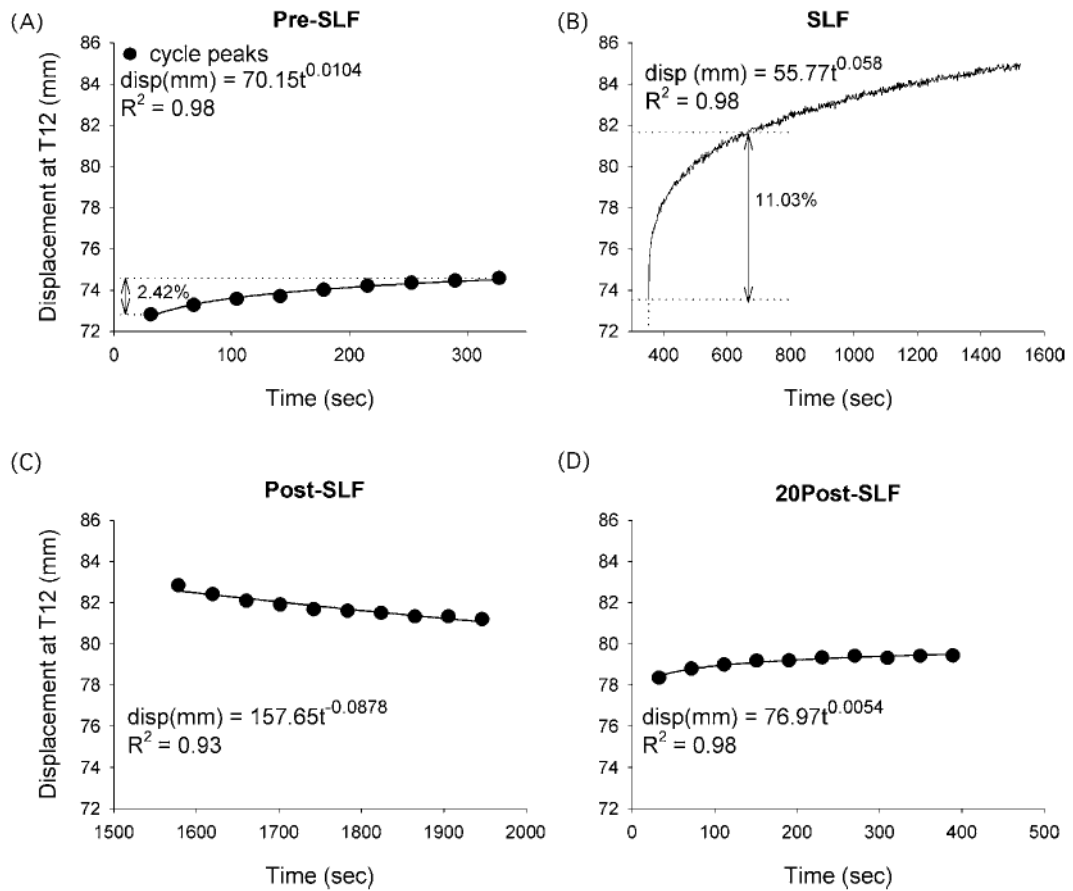 (A)
Pre-SLF
86
84
82
80
78
76
74
72
Displacement at T12 (mm)
● cycle peaks
disp(mm) = 70.15t^0.0104
R² = 0.98
2.42%
0
100
200
300
Time (sec)
(B)
SLF
86
84
82
80
78
76
74
72
disp (mm) = 55.77t^0.058
R² = 0.98
11.03%
400
600
800
1000
1200
1400
1600
Time (sec)
(C)
Post-SLF
86
84
82
80
78
76
74
72
Displacement at T12 (mm)
disp(mm) = 157.65t^-0.0878
R² = 0.93
1500
1600
1700
1800
1900
2000
Time (sec)
(D)
20Post-SLF
86
84
82
80
78
76
74
72
disp(mm) = 76.97t^0.0054
R² = 0.98
0
100
200
300
400
500
Time (sec)